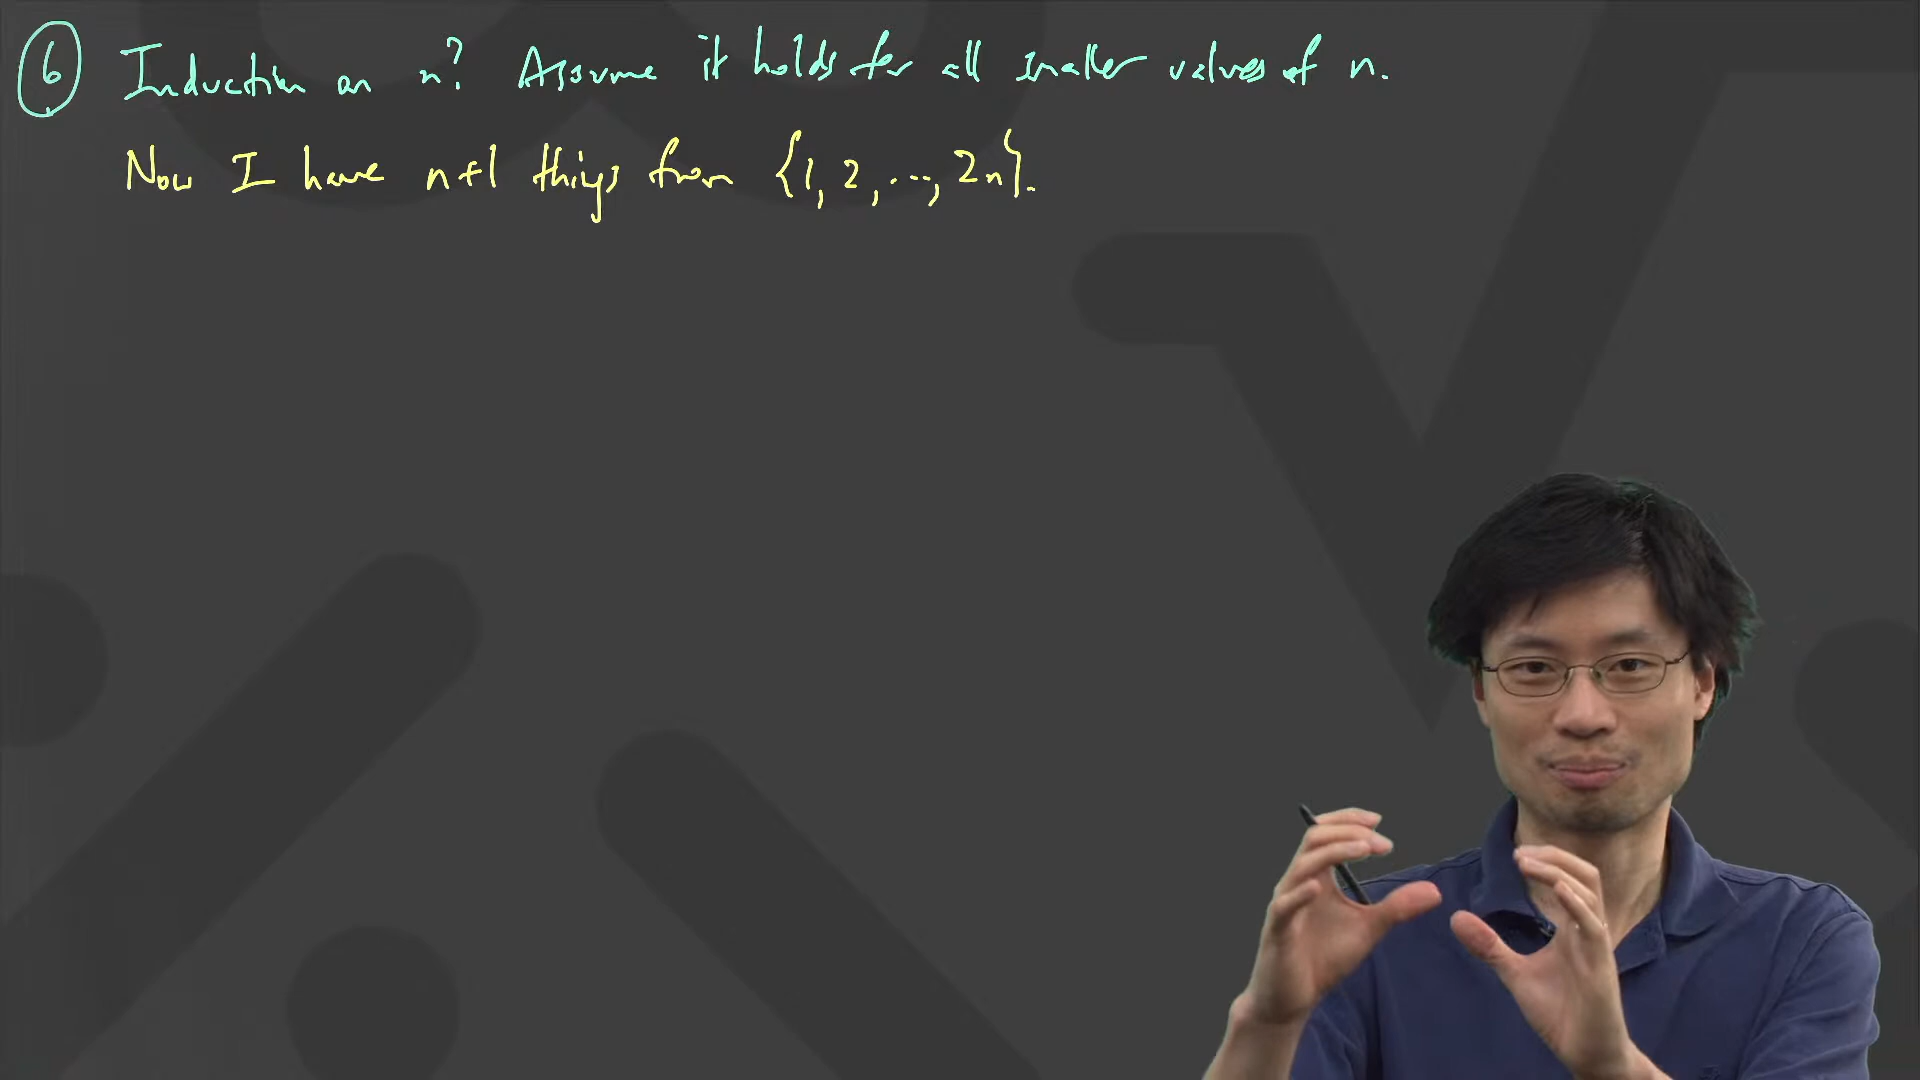 6 Induction on n? Assume it holds for all smaller values of n.
Now I have n+1 things from {1, 2, ..., 2n}.